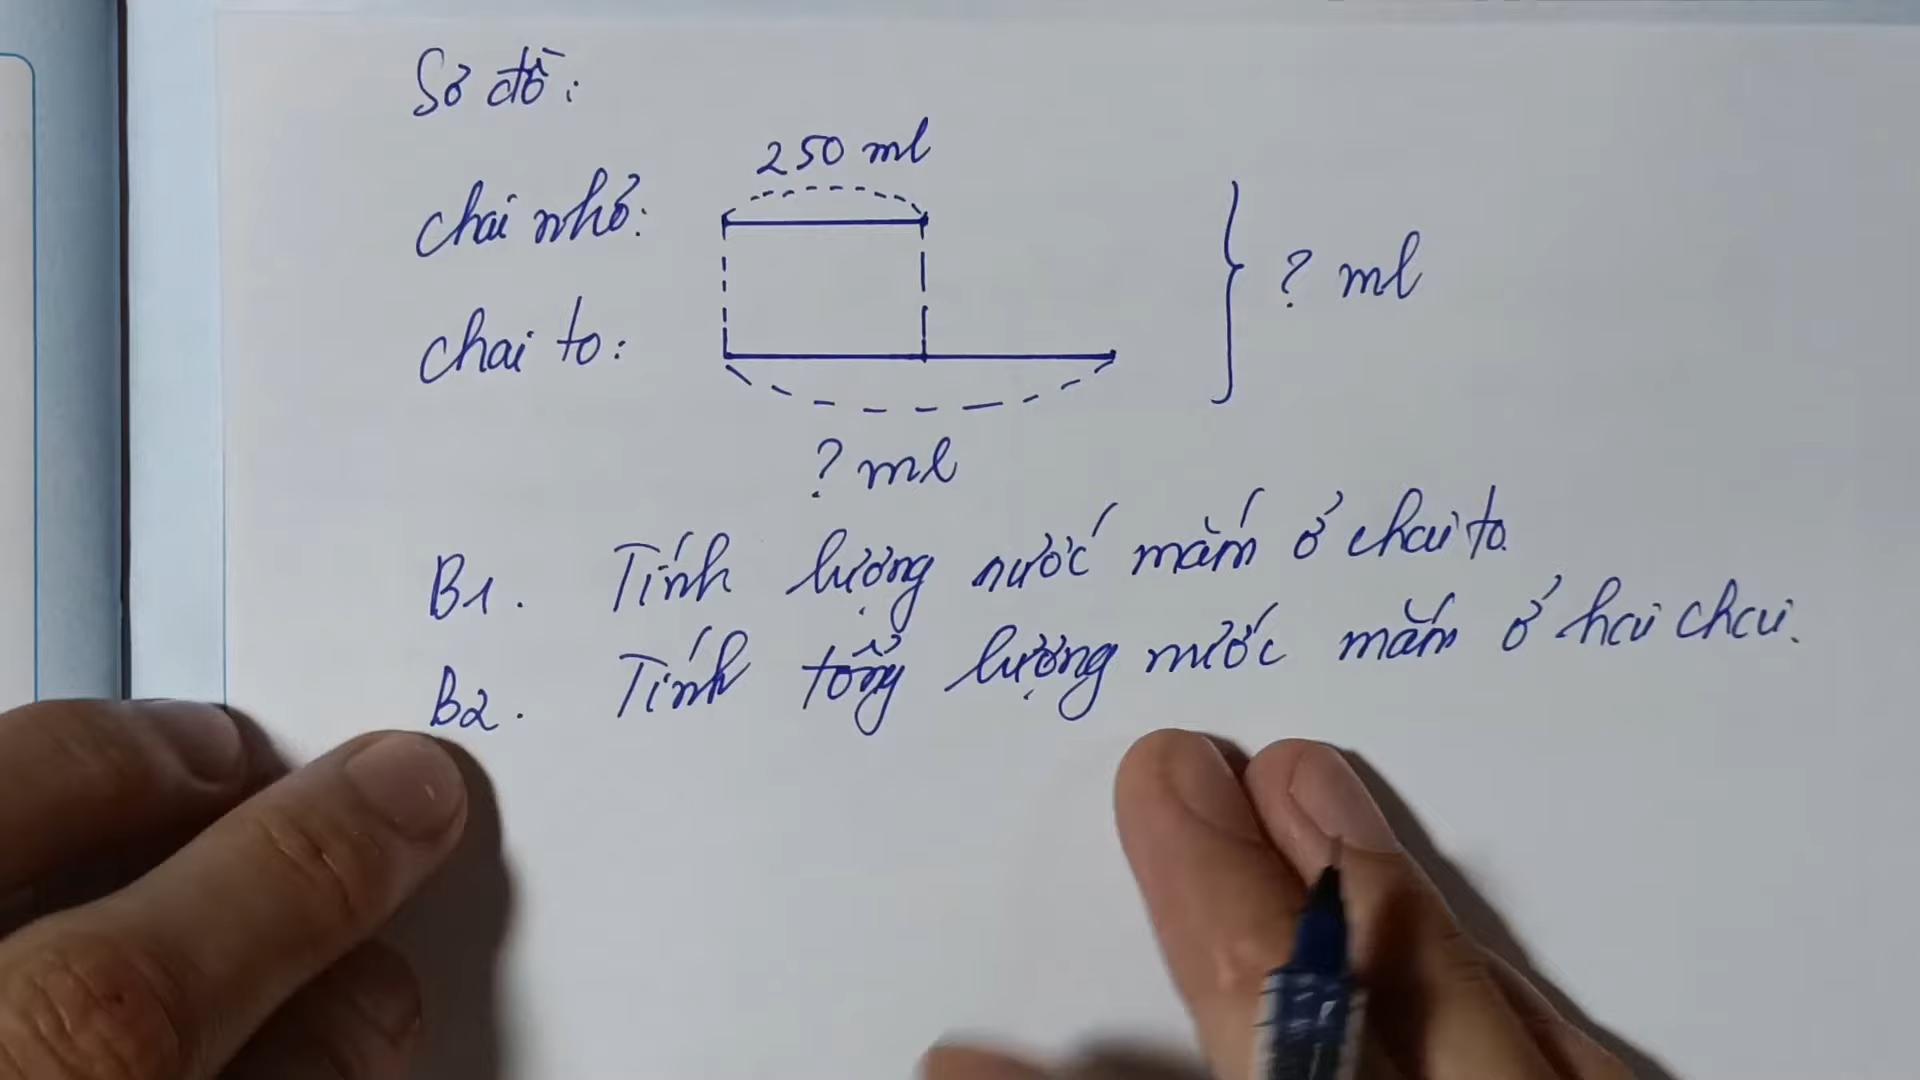 Sơ đồ:
250 ml
chai nhỏ:
? ml
chai to:
? ml
B1. Tính lượng nước mắm ở chai to.
B2. Tính tổng lượng nước mắm ở hai chai.